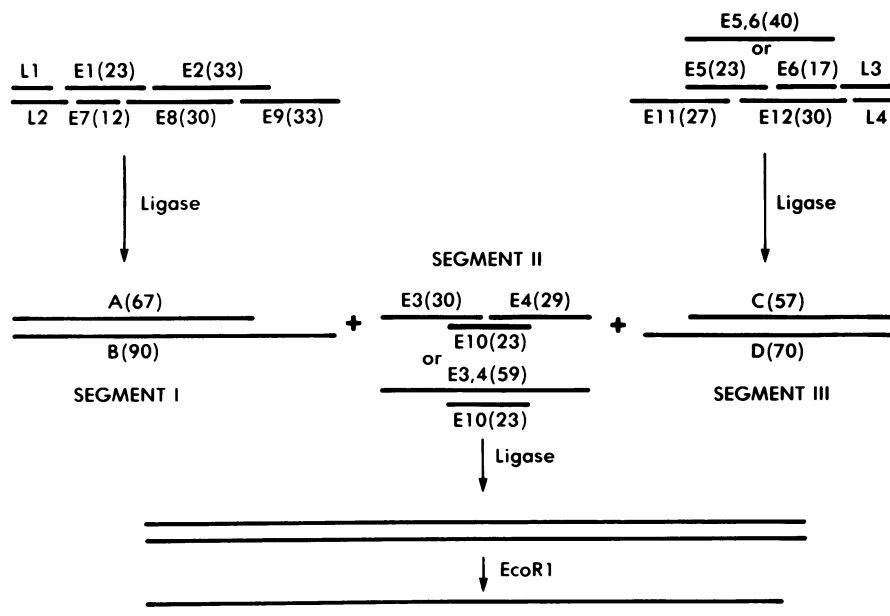 E5,6(40)
or
L1 E1(23) E2(33)
E5(23) E6(17) L3
L2 E7(12) E8(30) E9(33)
E11(27) E12(30) L4
Ligase
Ligase
SEGMENT II
A(67)
E3(30) E4(29)
C(57)
+
+
E10(23)
B(90)
or
D(70)
E3,4(59)
SEGMENT I
SEGMENT III
E10(23)
Ligase
EcoR1